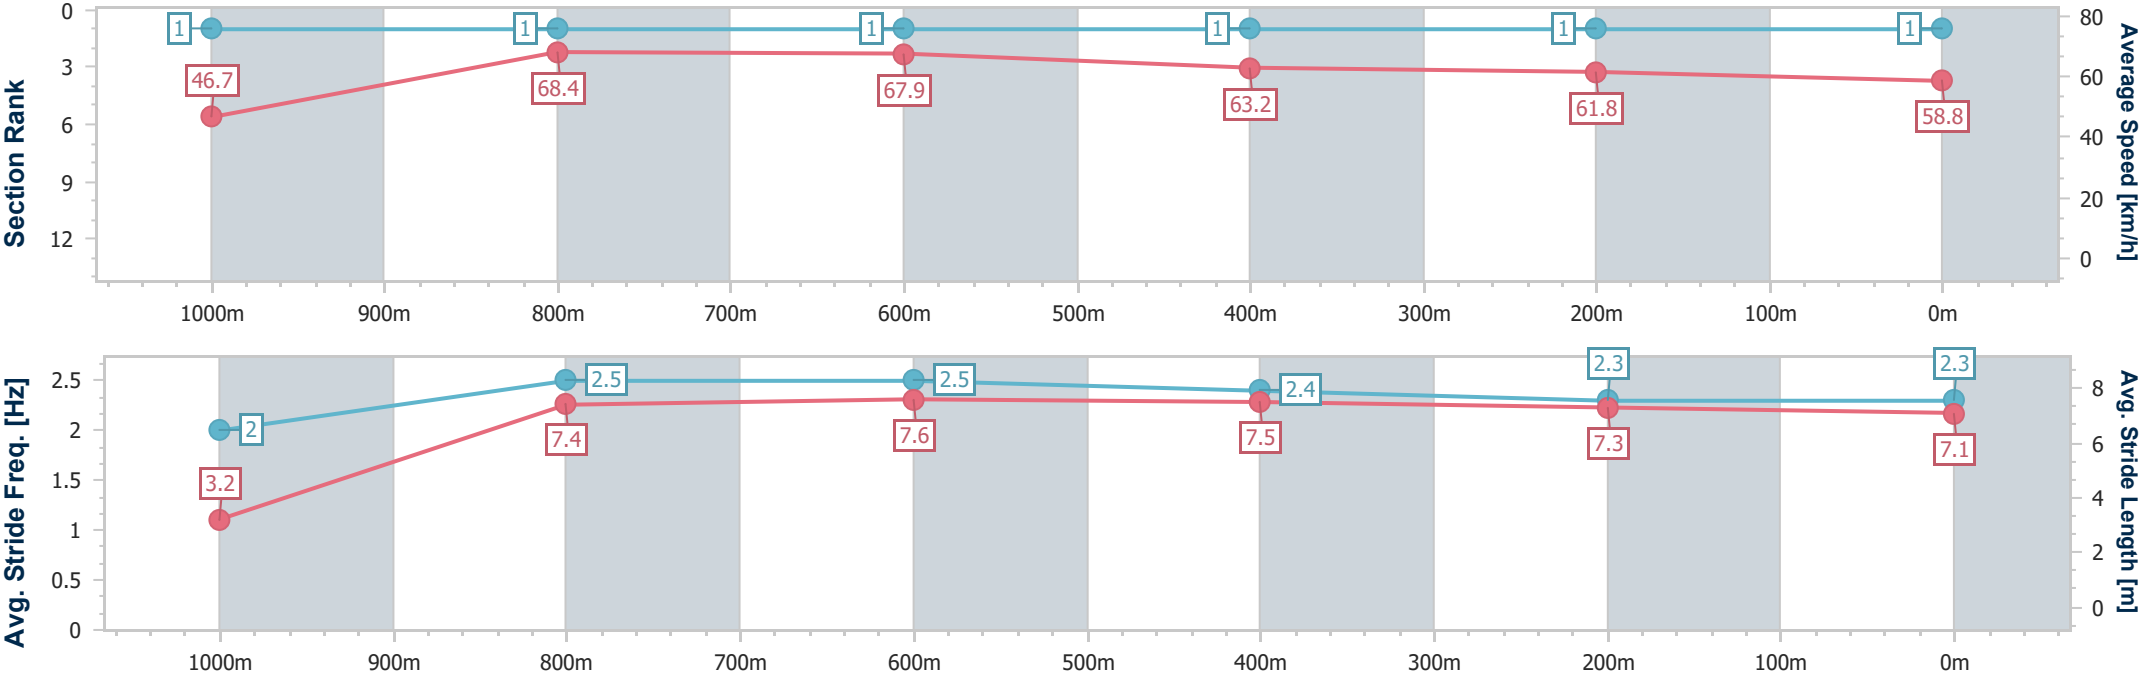 Section Rank
0
3
6
9
12
1 1 1 1 1 1
46.7 68.4 67.9 63.2 61.8 58.8
80
60
40
20
0
Average Speed [km/h]
1000m 900m 800m 700m 600m 500m 400m 300m 200m 100m 0m
Avg. Stride Freq. [Hz]
2.5
2
1.5
1
0.5
0
2 2.5 2.5 2.4 2.3 2.3
3.2 7.4 7.6 7.5 7.3 7.1
8
6
4
2
0
Avg. Stride Length [m]
1000m 900m 800m 700m 600m 500m 400m 300m 200m 100m 0m